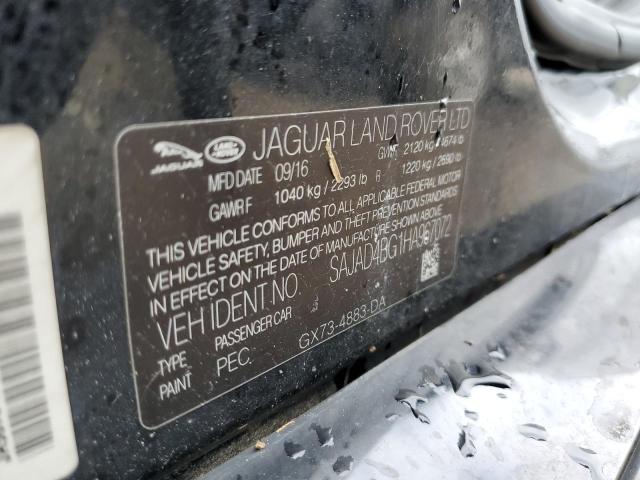 JAGUAR LAND ROVER JAGUAR LAND ROVER LTD
MFD DATE 09/16 GVWR 2120 kg / 4674 lb
GAWR F 1040 kg / 2293 lb R 1220 kg / 2690 lb
THIS VEHICLE CONFORMS TO ALL APPLICABLE FEDERAL MOTOR
VEHICLE SAFETY, BUMPER AND THEFT PREVENTION STANDARDS
IN EFFECT ON THE DATE OF MANUFACTURE SHOWN ABOVE.
VEH IDENT NO. SAJAD4BG1HA967072
TYPE PASSENGER CAR
PAINT PEC GX73-4883-DA